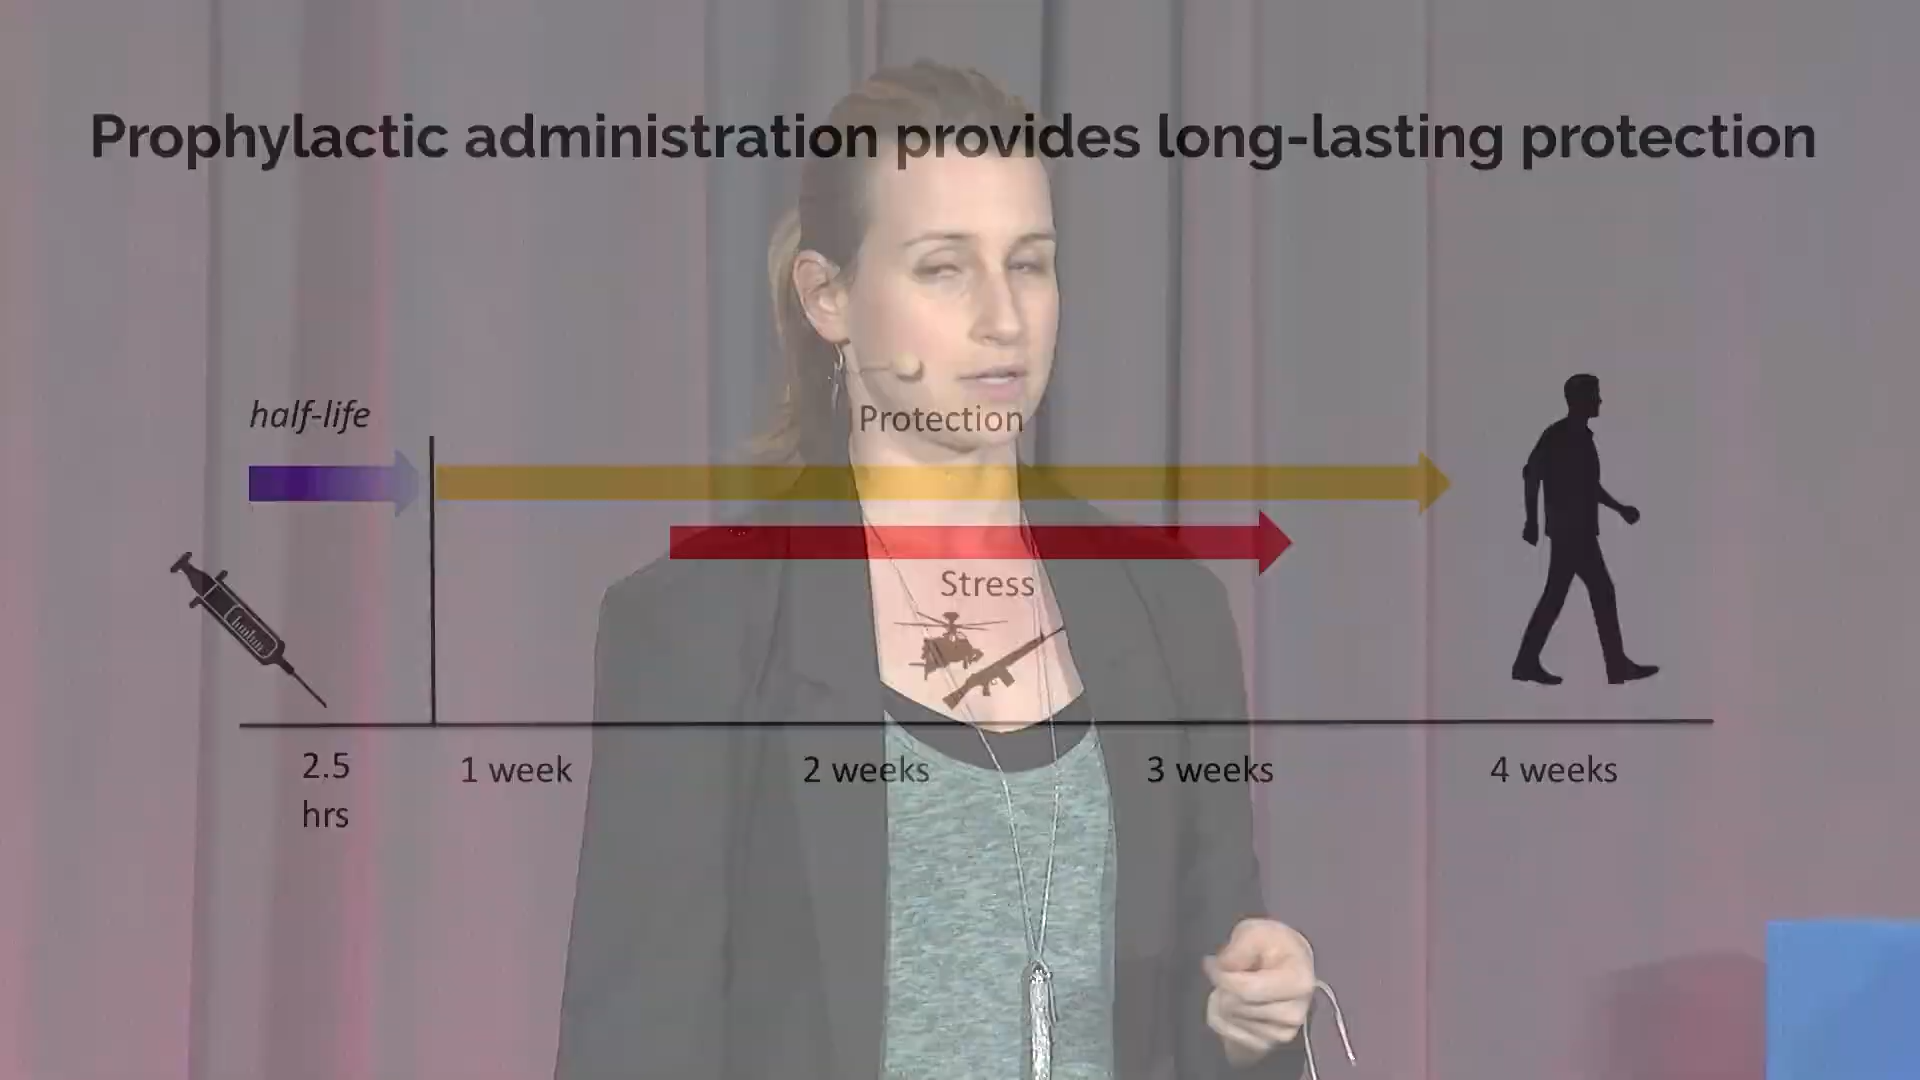 Prophylactic administration provides long-lasting protection
half-life
Protection
Stress
2.5
hrs
1 week
2 weeks
3 weeks
4 weeks